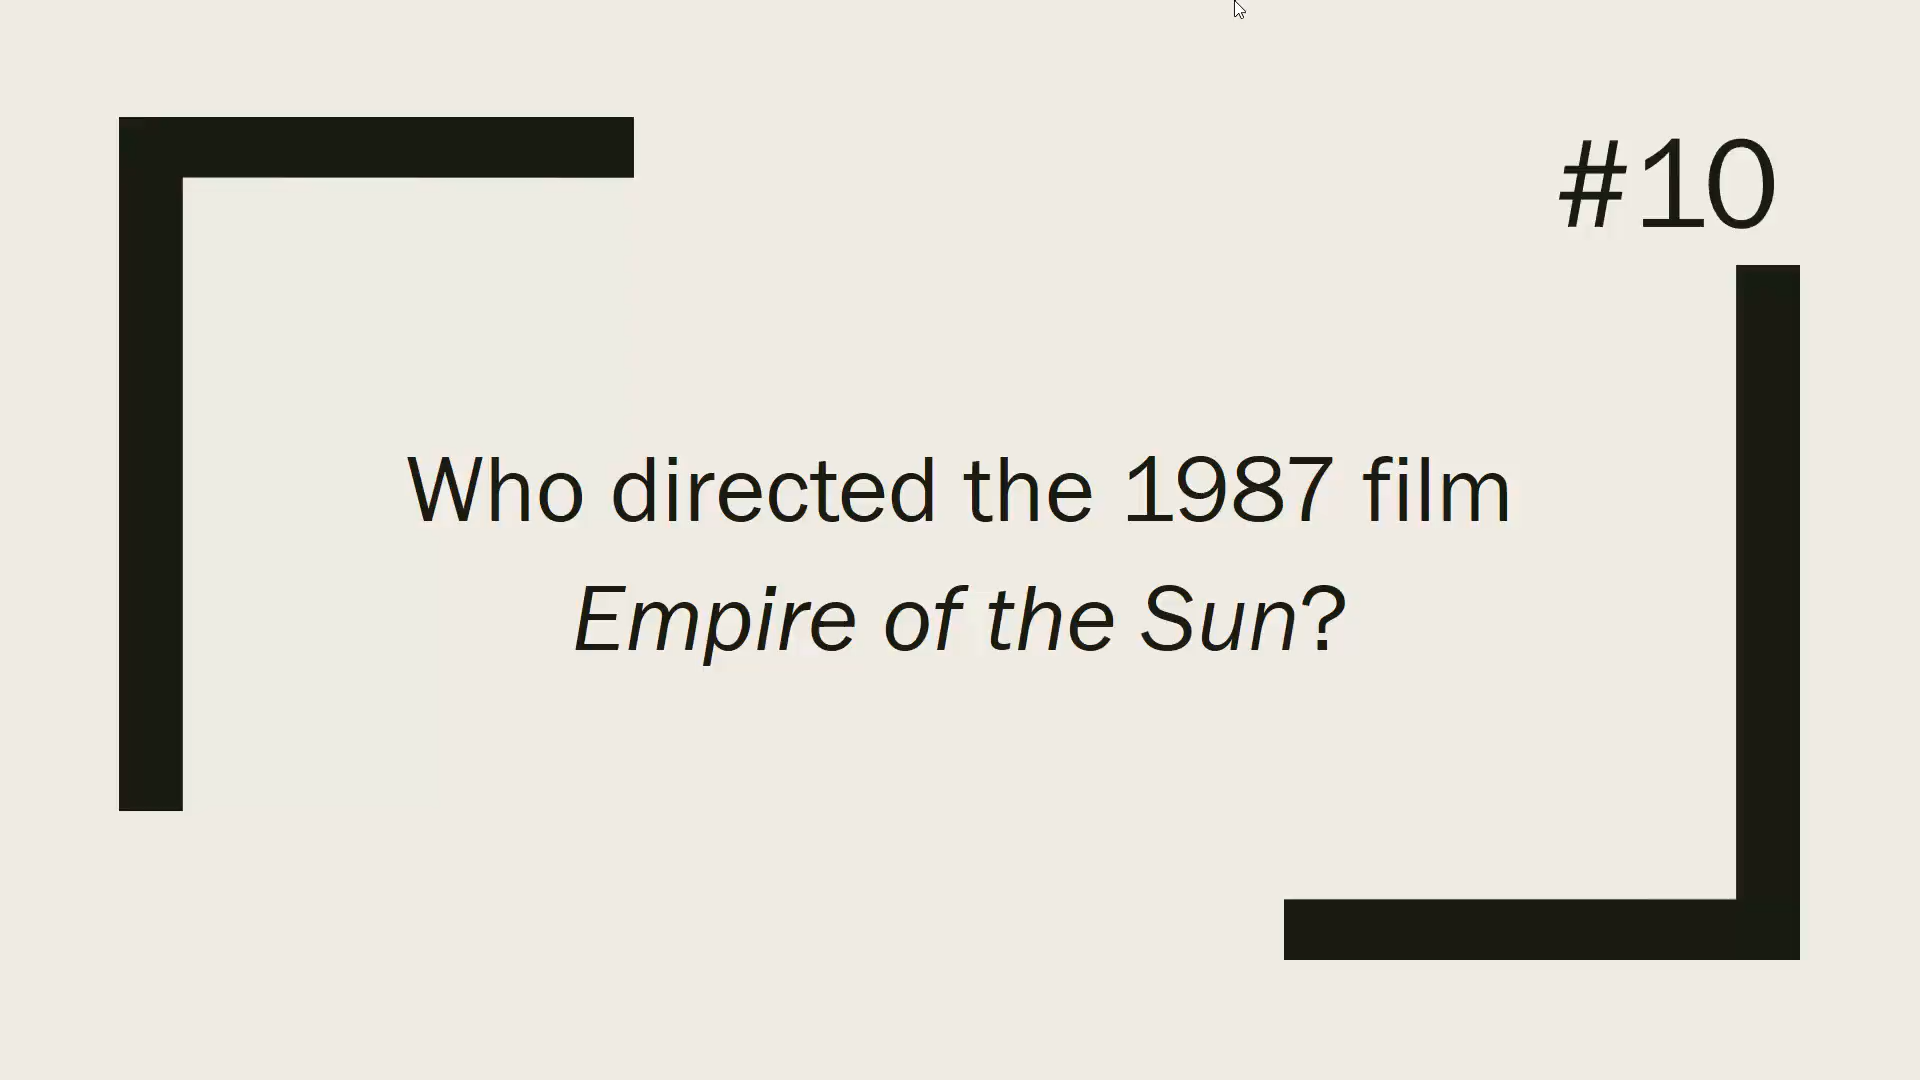 #10
Who directed the 1987 film
Empire of the Sun?